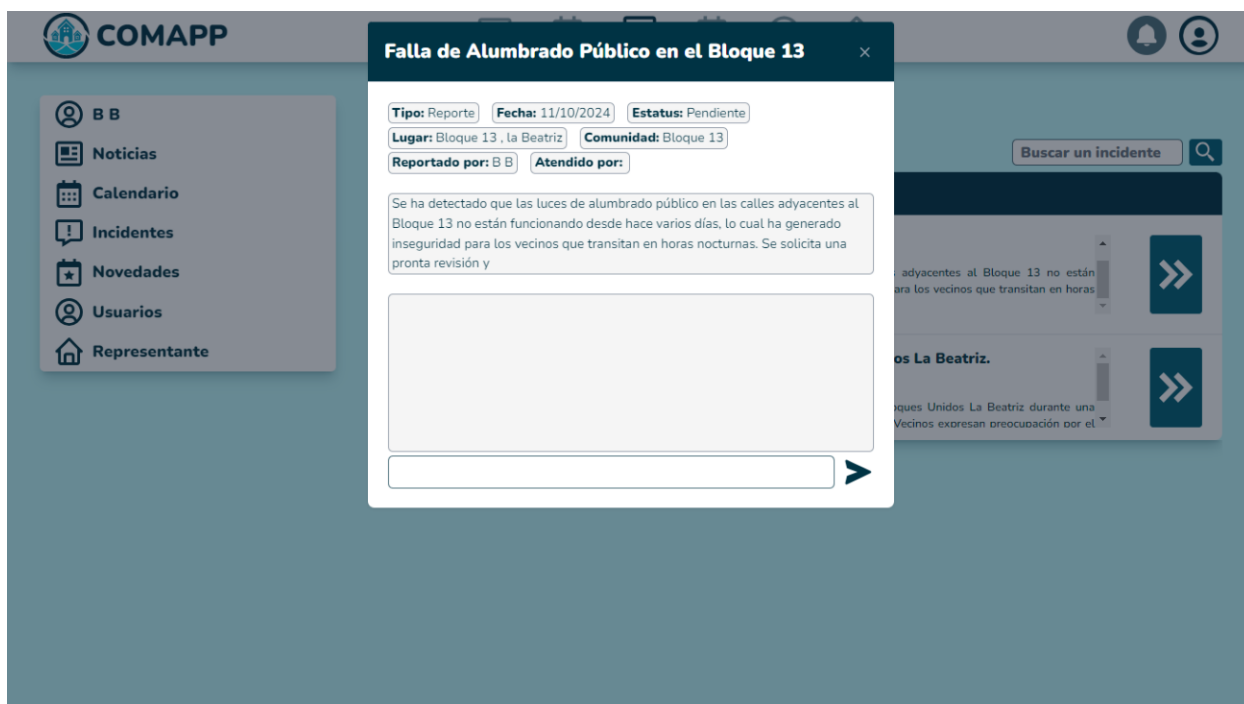 COMAPP
Falla de Alumbrado Público en el Bloque 13
×
B B
Noticias
Calendario
Incidentes
Novedades
Usuarios
Representante
Tipo: Reporte Fecha: 11/10/2024 Estatus: Pendiente
Lugar: Bloque 13 , la Beatriz Comunidad: Bloque 13
Reportado por: B B Atendido por:
Se ha detectado que las luces de alumbrado público en las calles adyacentes al
Bloque 13 no están funcionando desde hace varios días, lo cual ha generado
inseguridad para los vecinos que transitan en horas nocturnas. Se solicita una
pronta revisión y
Buscar un incidente
adyacentes al Bloque 13 no están
para los vecinos que transitan en horas
os La Beatriz.
oques Unidos La Beatriz durante una
Vecinos expresan preocupación por el